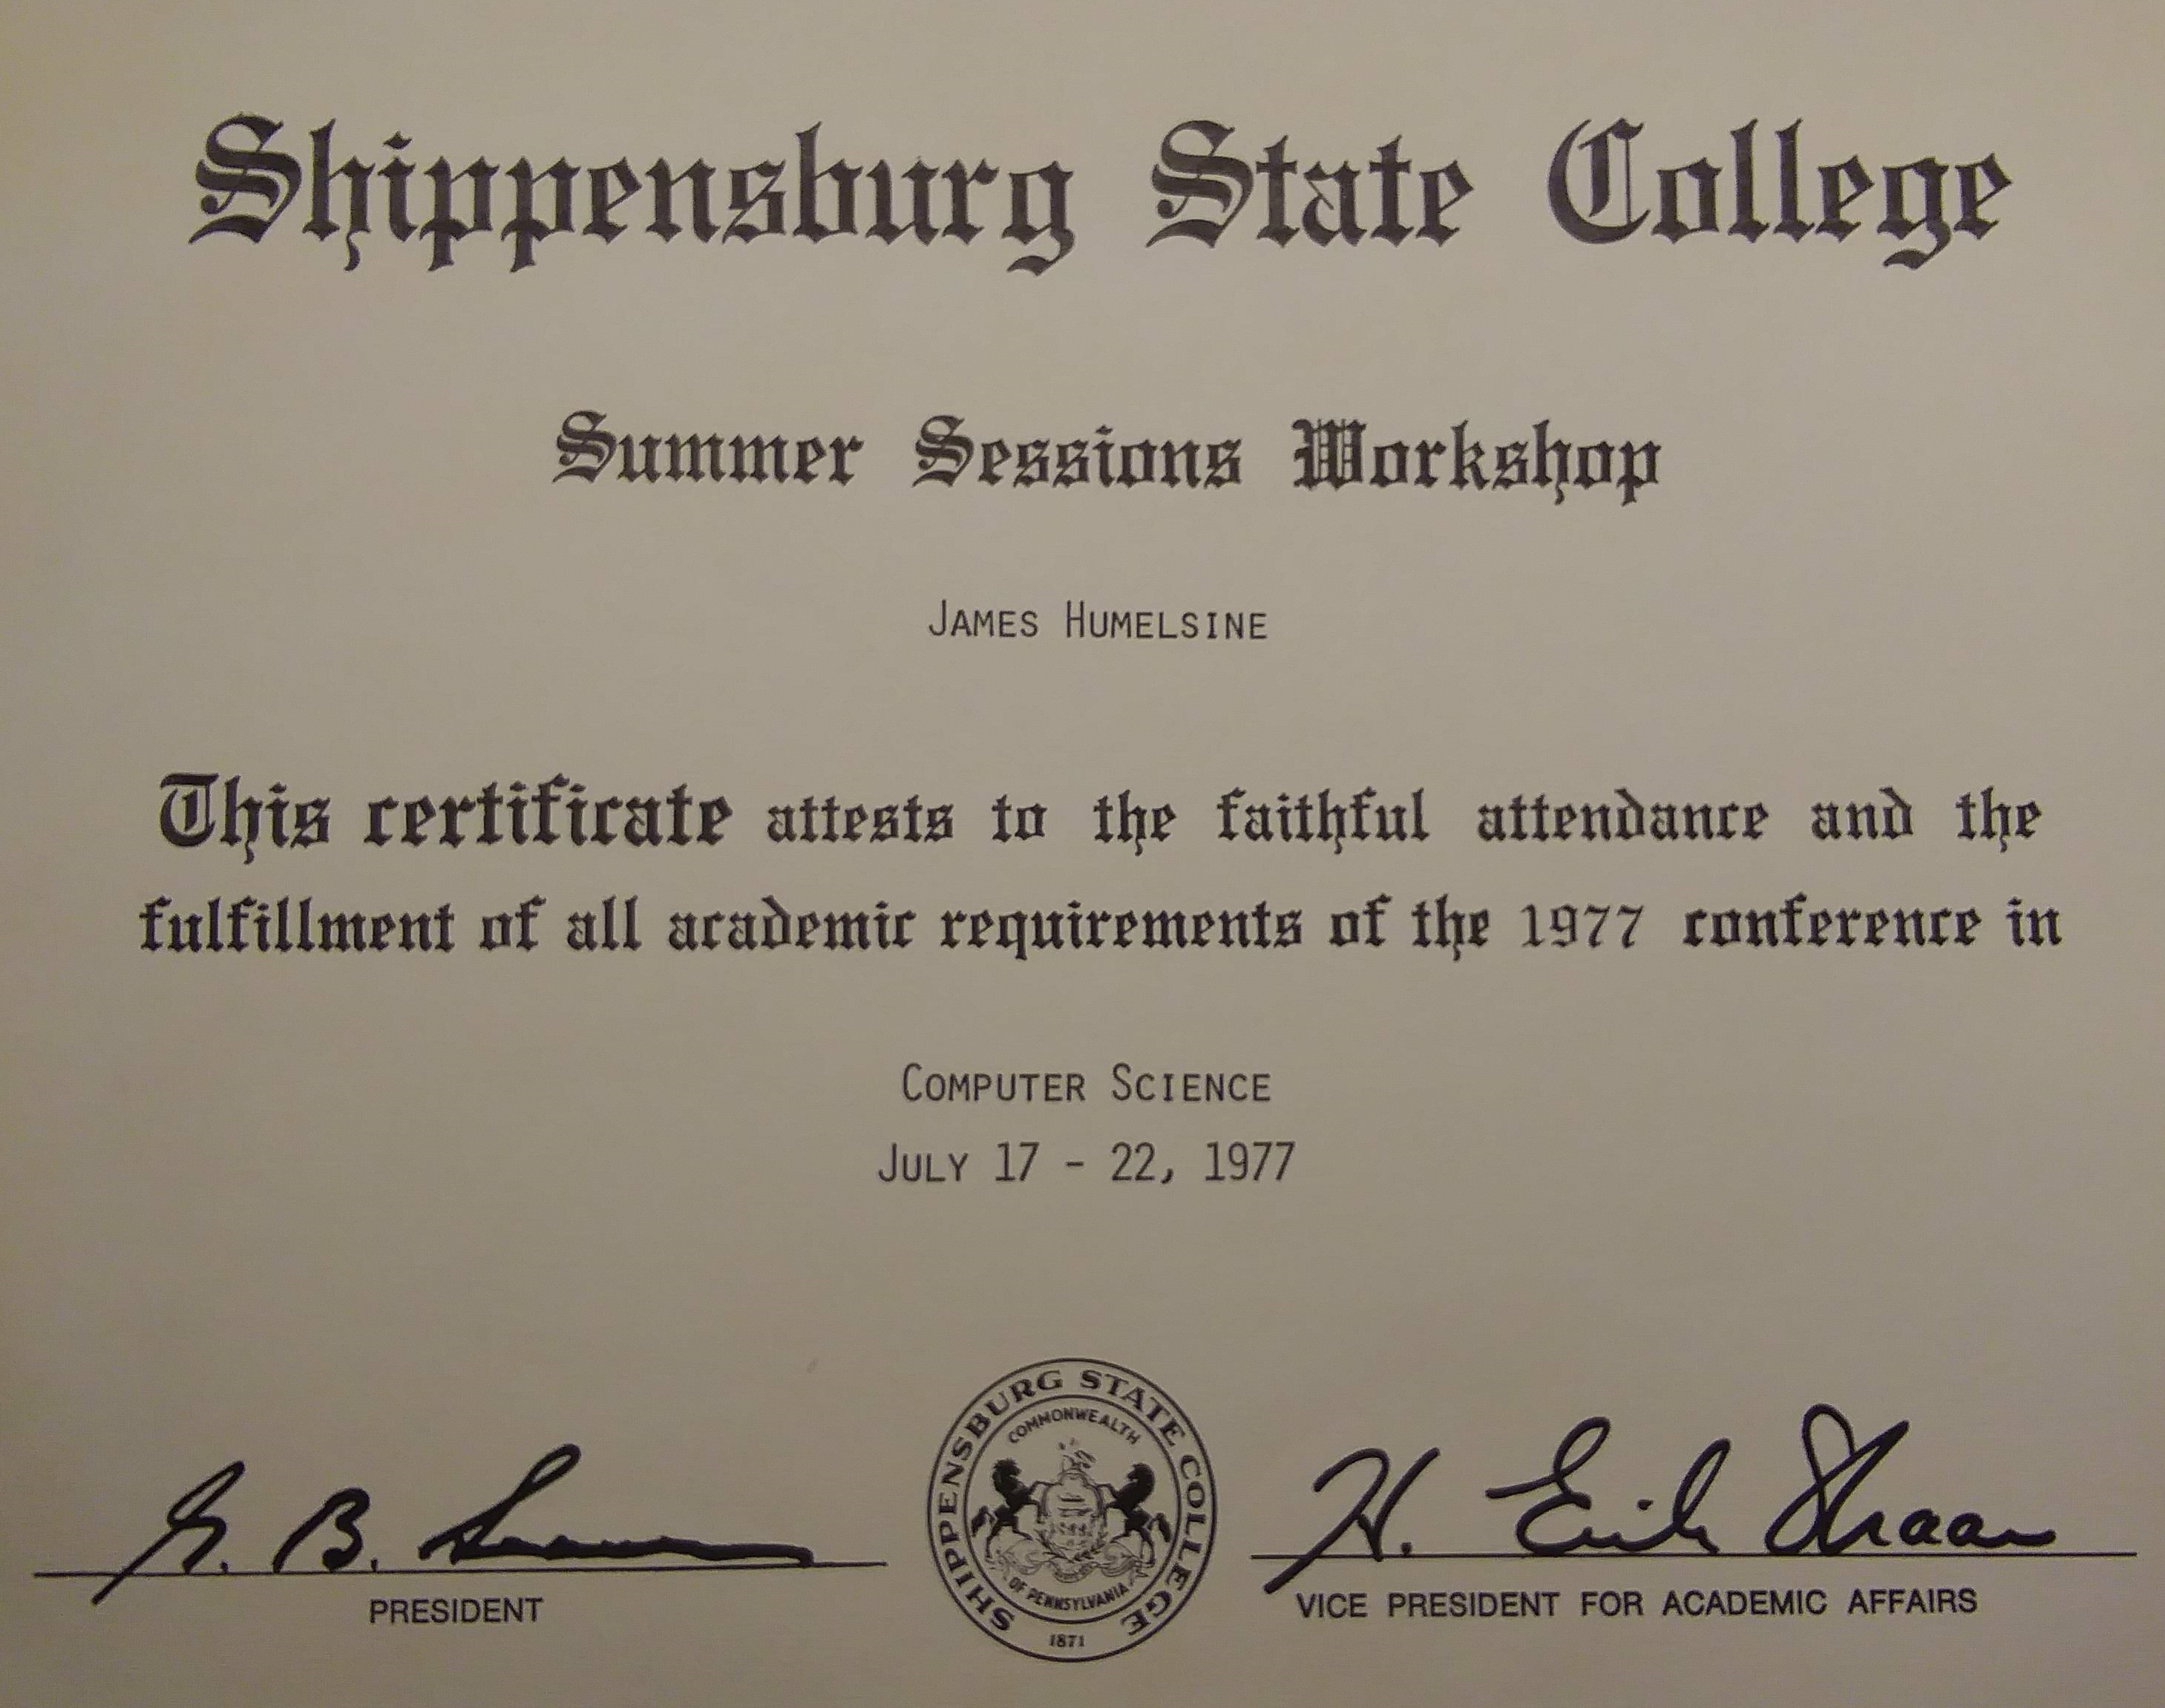 Shippensburg State College
Summer Sessions Workshop
JAMES HUMELSINE
This certificate attests to the faithful attendance and the
fulfillment of all academic requirements of the 1977 conference in
COMPUTER SCIENCE
JULY 17 - 22, 1977
G. B.
PRESIDENT
SHIPPENSBURG STATE COLLEGE
COMMONWEALTH
OF PENNSYLVANIA
1871
H. Erik Shaar
VICE PRESIDENT FOR ACADEMIC AFFAIRS